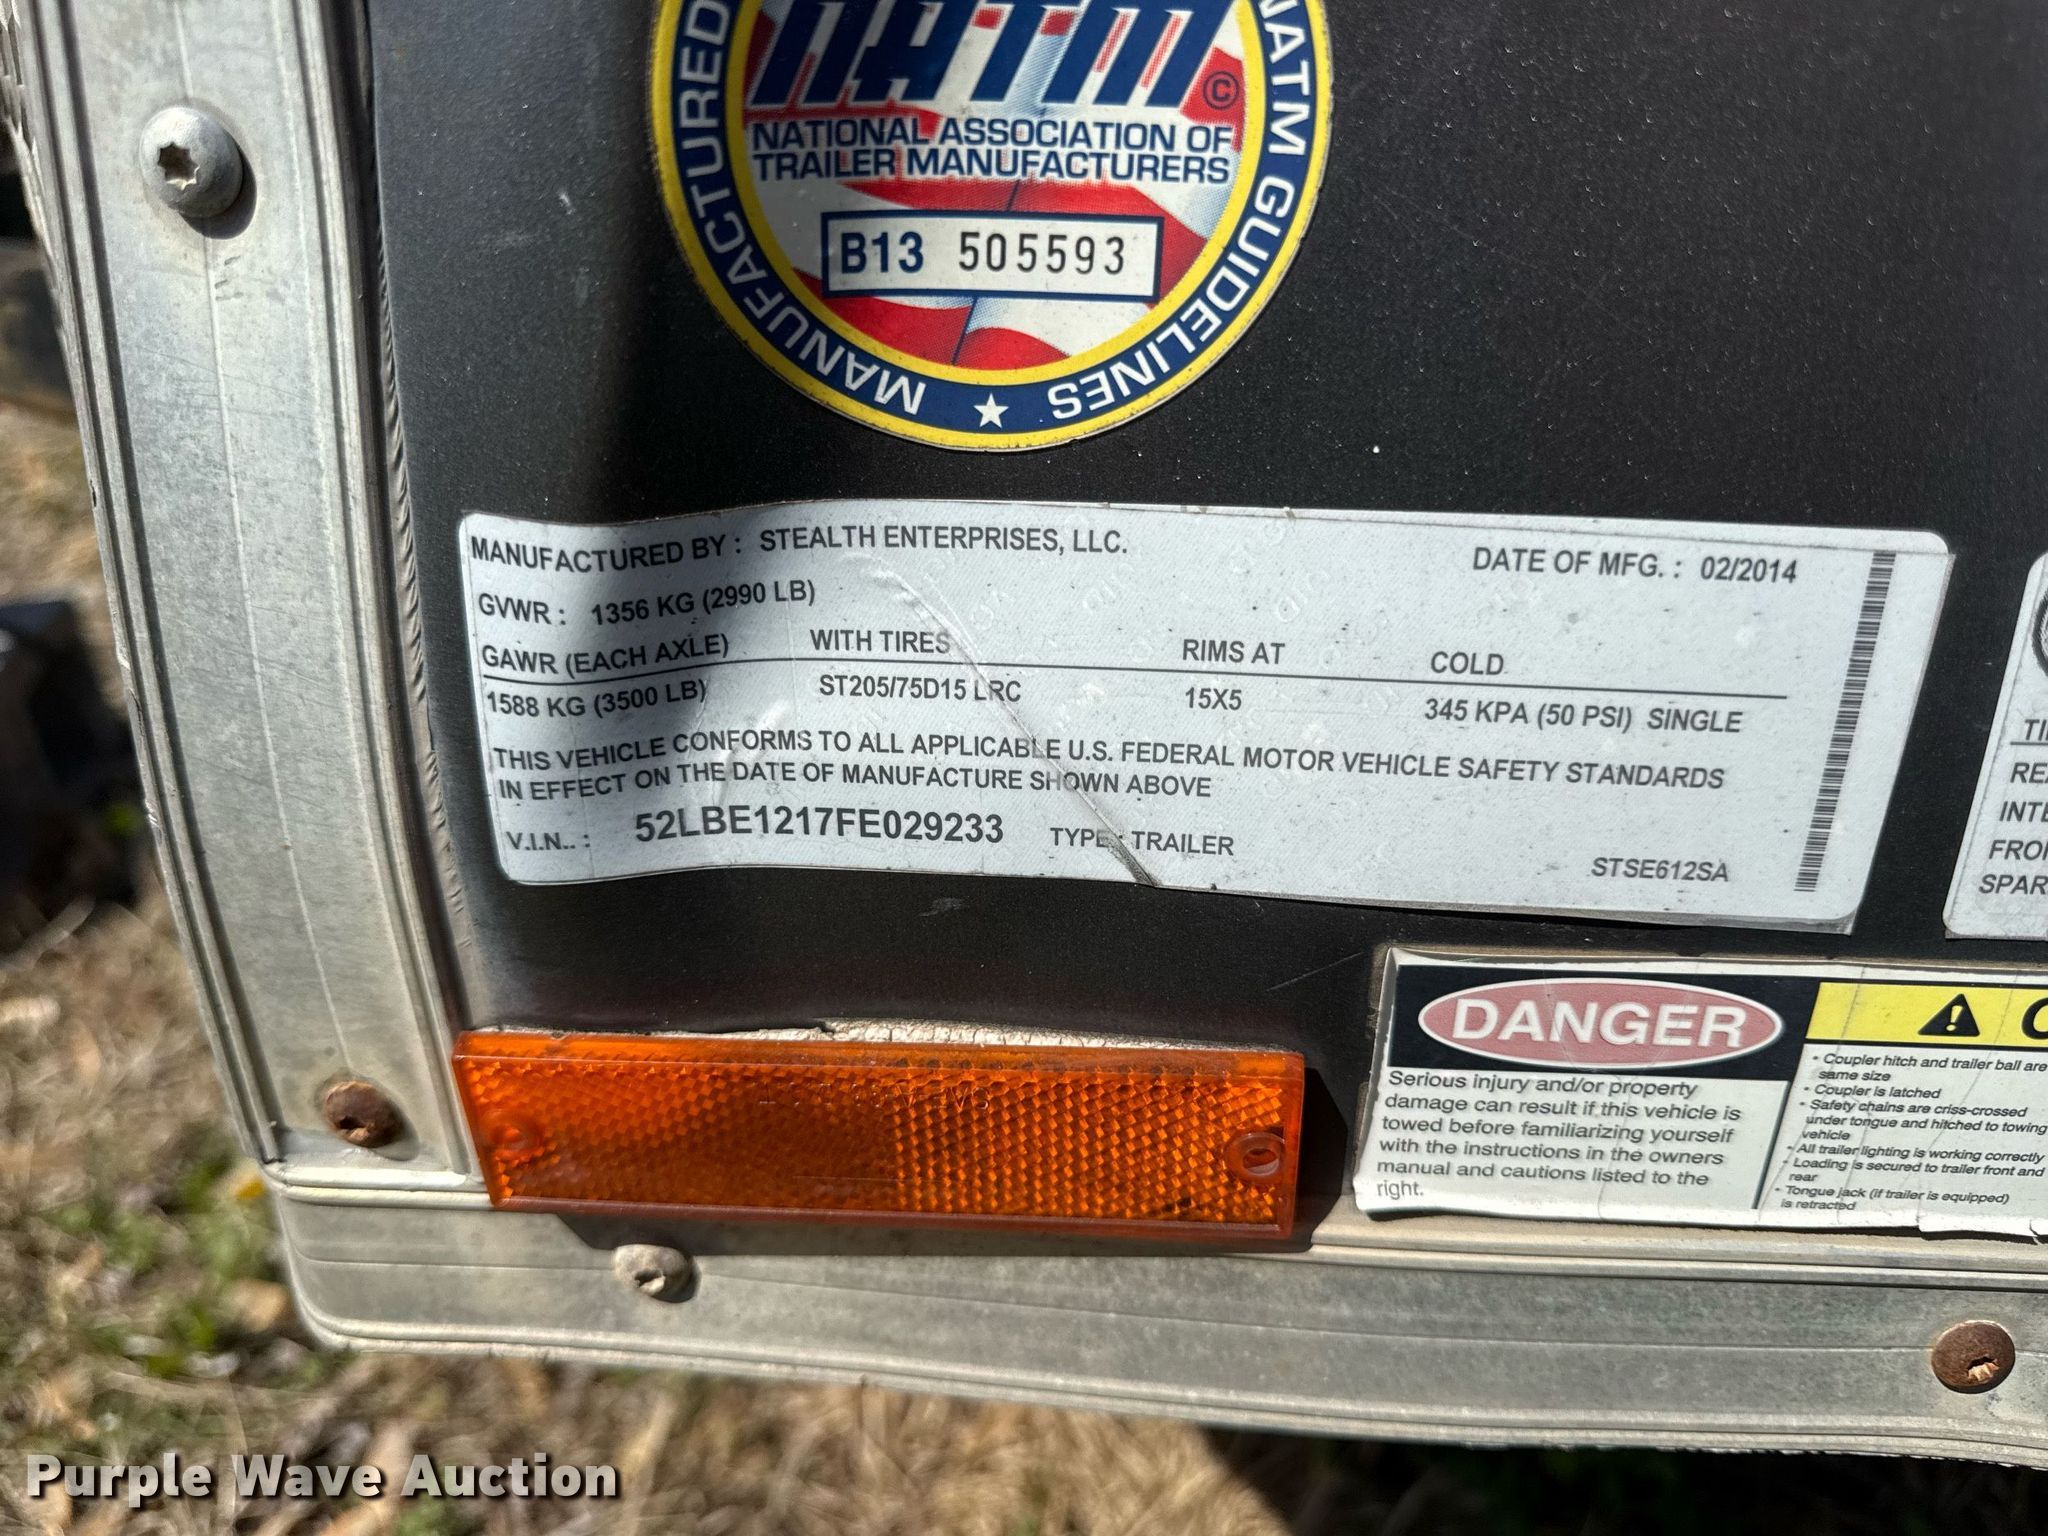 NATM ©
NATIONAL ASSOCIATION OF
TRAILER MANUFACTURERS
B13 505593
MANUFACTURED
NATM GUIDELINES
MANUFACTURED BY : STEALTH ENTERPRISES, LLC.
DATE OF MFG. : 02/2014
GVWR : 1356 KG (2990 LB)
GAWR (EACH AXLE) WITH TIRES RIMS AT COLD
1588 KG (3500 LB) ST205/75D15 LRC 15X5 345 KPA (50 PSI) SINGLE
THIS VEHICLE CONFORMS TO ALL APPLICABLE U.S. FEDERAL MOTOR VEHICLE SAFETY STANDARDS
IN EFFECT ON THE DATE OF MANUFACTURE SHOWN ABOVE
V.I.N.. : 52LBE1217FE029233 TYPE : TRAILER
STSE612SA
DANGER
Serious injury and/or property
damage can result if this vehicle is
towed before familiarizing yourself
with the instructions in the owners
manual and cautions listed to the
right.
• Coupler hitch and trailer ball are
same size
• Coupler is latched
• Safety chains are criss-crossed
under tongue and hitched to towing
vehicle
• All trailer lighting is working correctly
• Loading is secured to trailer front and
rear
• Tongue jack (if trailer is equipped)
is retracted
Purple Wave Auction